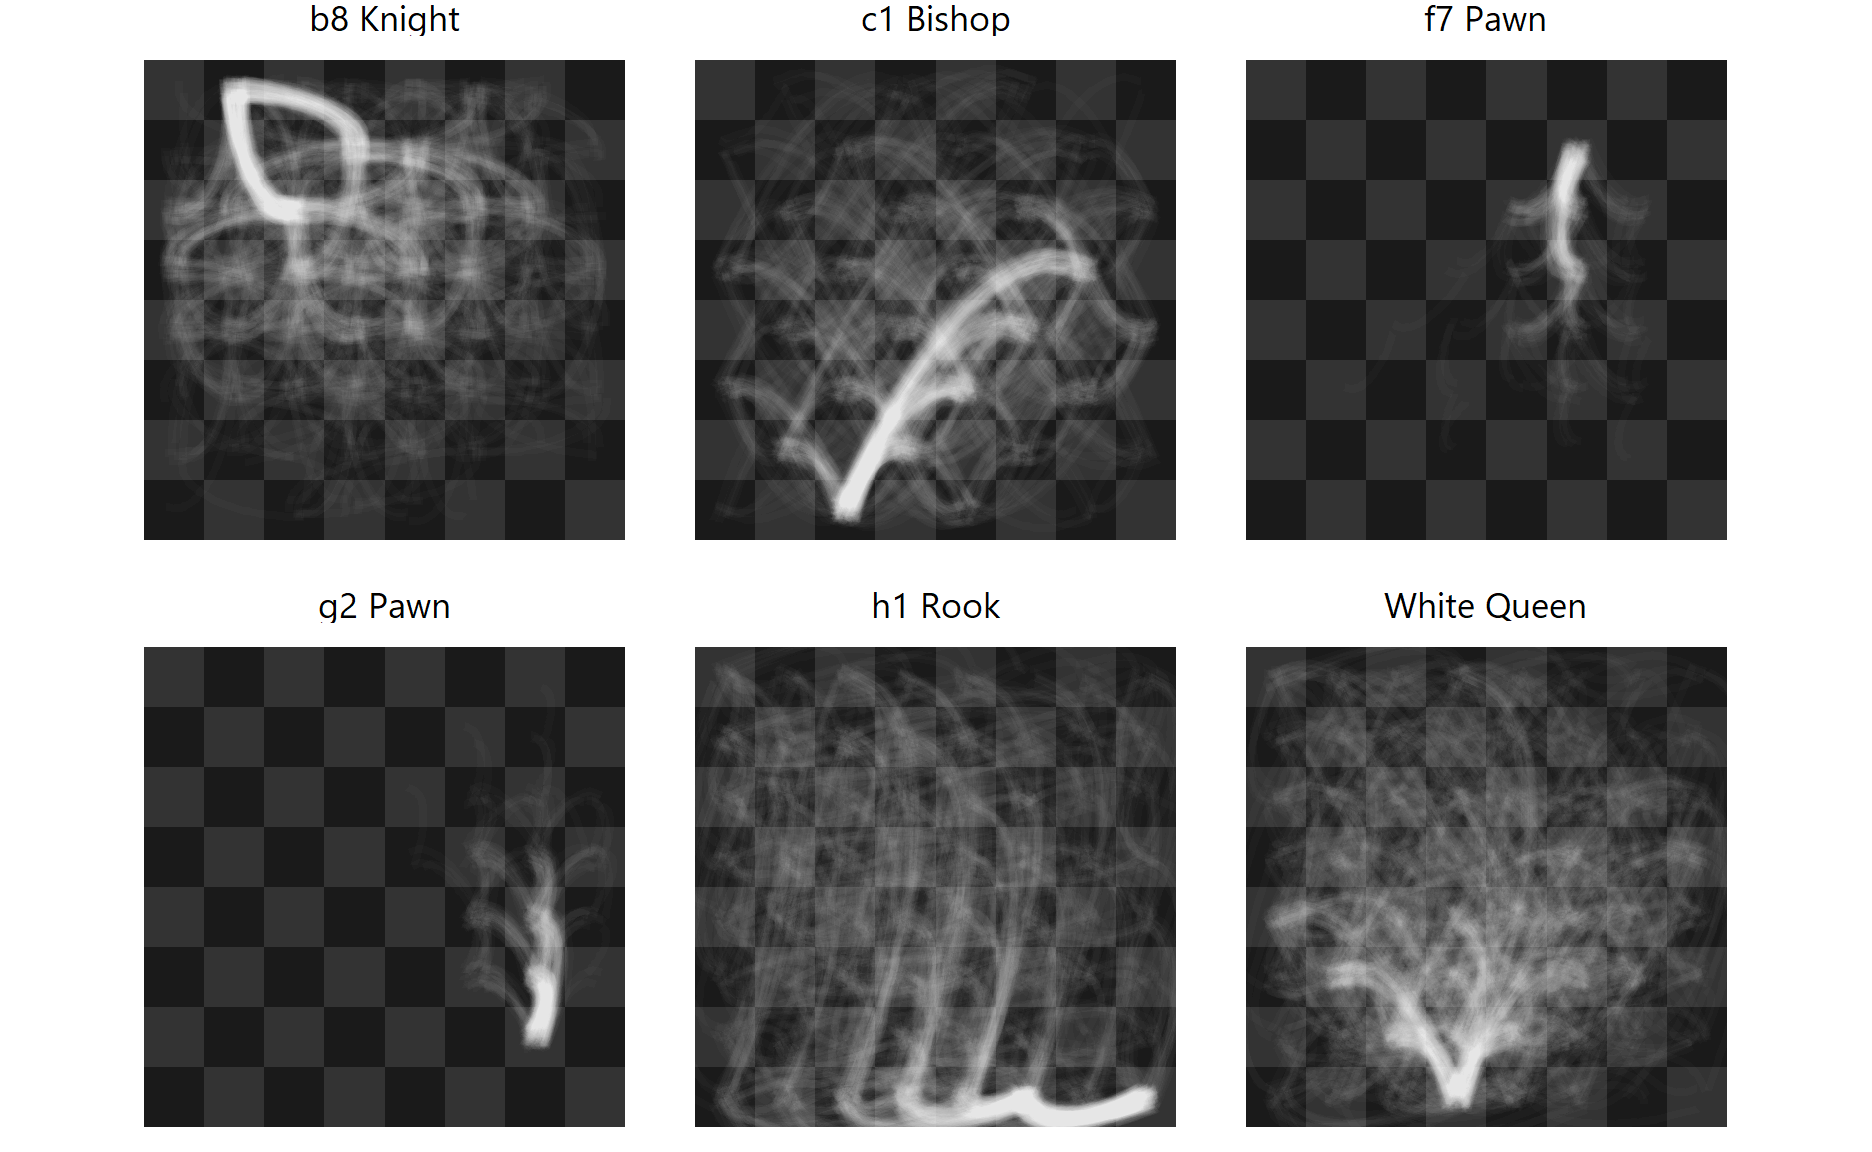 b8 Knight
c1 Bishop
f7 Pawn
g2 Pawn
h1 Rook
White Queen